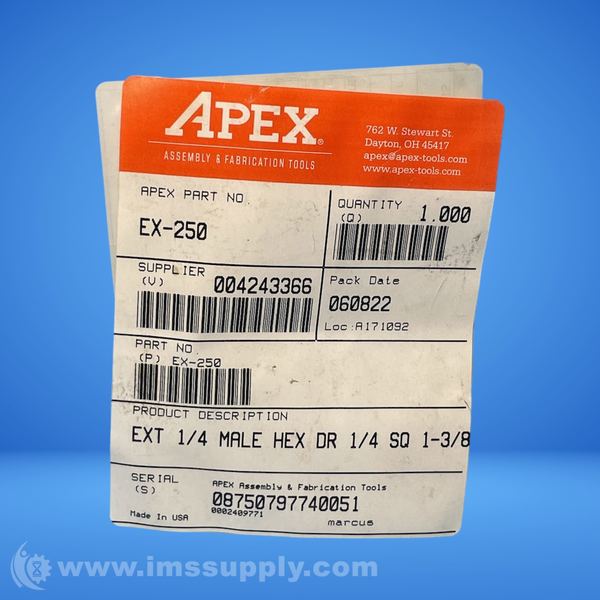 APEX®
ASSEMBLY & FABRICATION TOOLS
762 W. Stewart St.
Dayton, OH 45417
apex@apex-tools.com
www.apex-tools.com
APEX PART NO.
EX-250
QUANTITY
(Q)
1.000
SUPPLIER
(V)
004243366
Pack Date
060822
Loc:A171092
PART NO.
(P) EX-250
PRODUCT DESCRIPTION
EXT 1/4 MALE HEX DR 1/4 SQ 1-3/8
SERIAL
(S)
APEX Assembly & Fabrication Tools
08750797740051
0002409771
Made In USA
marcus
www.imssupply.com